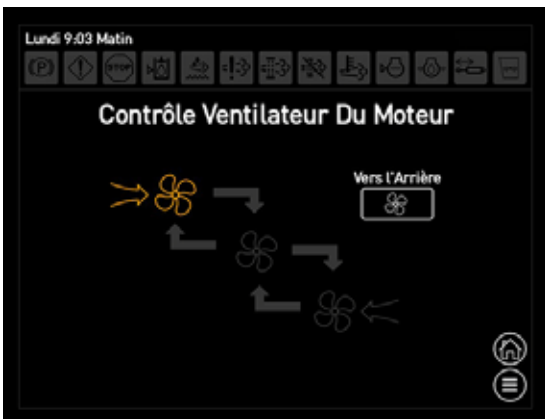 Lundi 9:03 Matin
(P)
STOP
Contrôle Ventilateur Du Moteur
Vers l'Arrière